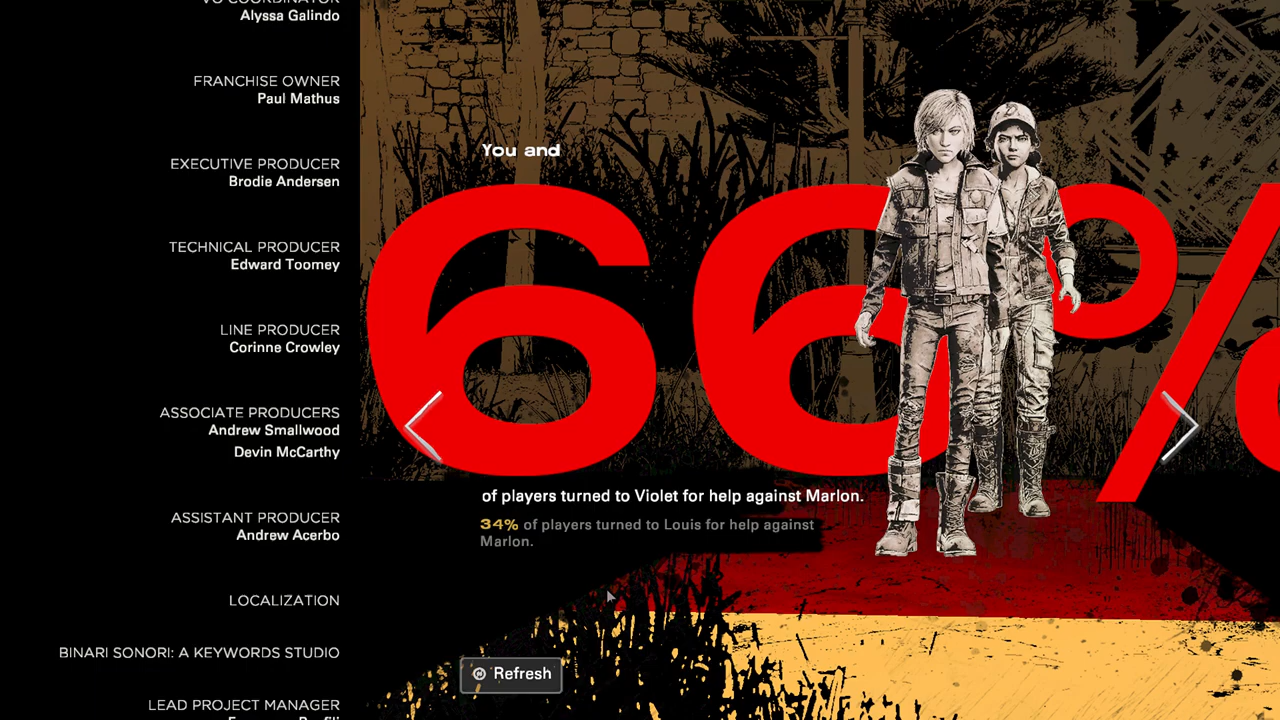 VO COORDINATOR
Alyssa Galindo
FRANCHISE OWNER
Paul Mathus
EXECUTIVE PRODUCER
Brodie Andersen
TECHNICAL PRODUCER
Edward Toomey
LINE PRODUCER
Corinne Crowley
ASSOCIATE PRODUCERS
Andrew Smallwood
Devin McCarthy
ASSISTANT PRODUCER
Andrew Acerbo
LOCALIZATION
BINARI SONORI: A KEYWORDS STUDIO
LEAD PROJECT MANAGER
You and
66%
of players turned to Violet for help against Marlon.
34% of players turned to Louis for help against
Marlon.
Refresh